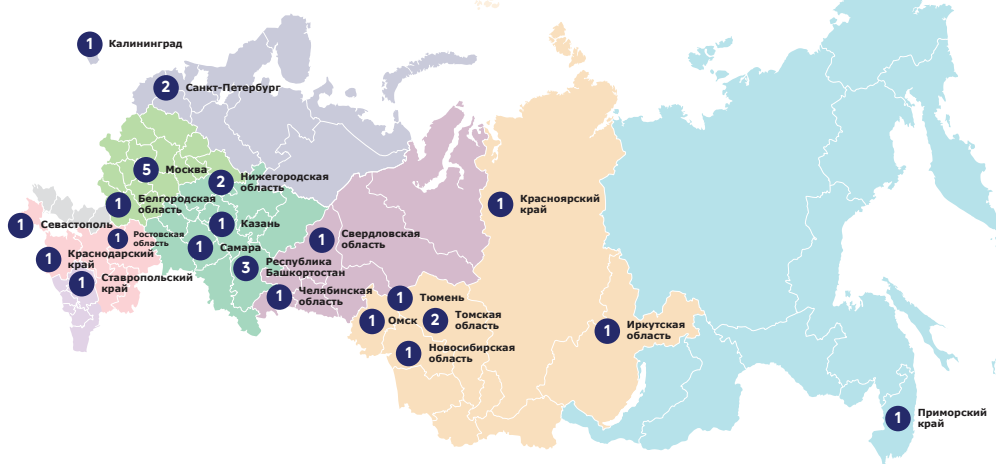 1 Калининград
2 Санкт-Петербург
5 Москва
2 Нижегородская
область
1 Белгородская
область
1 Севастополь
1 Ростовская
область
1 Казань
1 Самара
1 Свердловская
область
1 Краснодарский
край
3 Республика
Башкортостан
1 Ставропольский
край
1 Челябинская
область
1 Тюмень
1 Омск
2 Томская
область
1 Новосибирская
область
1 Красноярский
край
1 Иркутская
область
1 Приморский
край